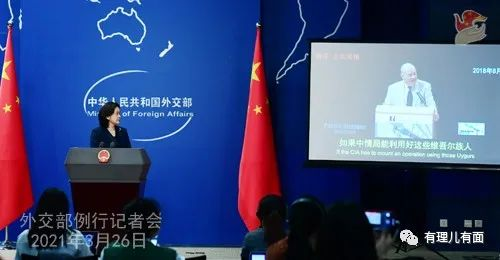 中华人民共和国外交部
Ministry of Foreign Affairs
2018年8月
如果中情局能利用好这些维吾尔族人
If the CIA has to mount an operation using those Uygurs
外交部例行记者会
2021年3月26日
有理儿有面